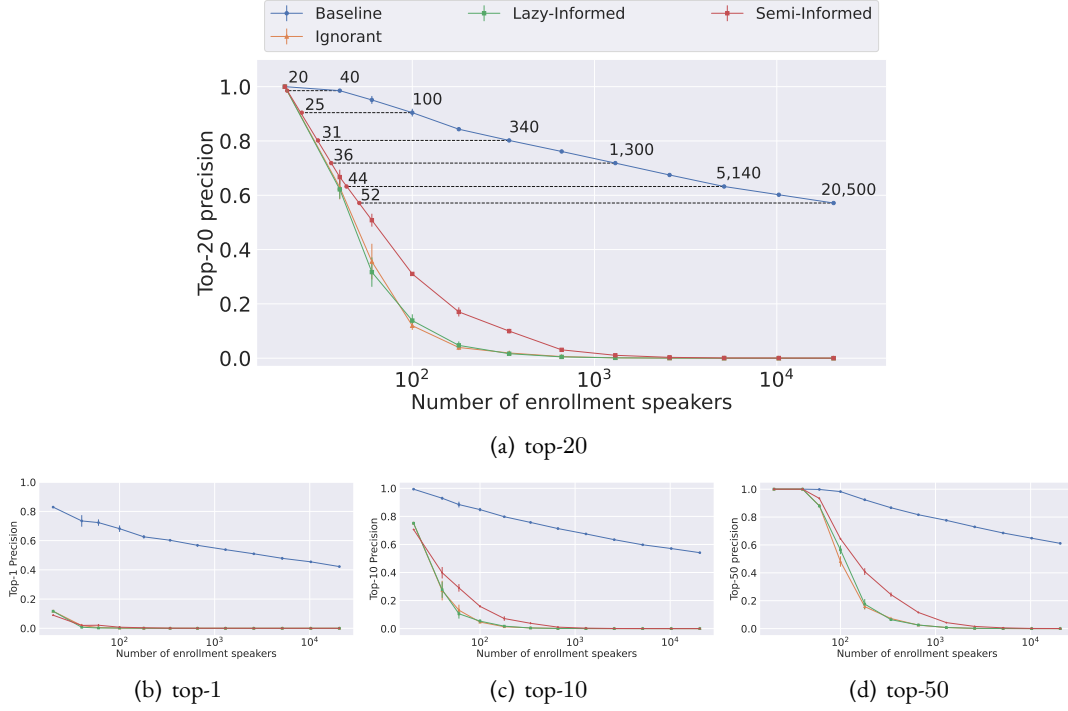 Baseline Lazy-Informed Semi-Informed
Ignorant
20 40
25 100
31 340
36 1,300
44 5,140
52 20,500
1.0
0.8
0.6
0.4
0.2
0.0
Top-20 precision
10² 10³ 10⁴
Number of enrollment speakers
(a) top-20
1.0
0.8
0.6
0.4
0.2
0.0
Top-1 Precision
10² 10³ 10⁴
Number of enrollment speakers
(b) top-1
1.0
0.8
0.6
0.4
0.2
0.0
Top-10 Precision
10² 10³ 10⁴
Number of enrollment speakers
(c) top-10
1.0
0.8
0.6
0.4
0.2
0.0
Top-50 precision
10² 10³ 10⁴
Number of enrollment speakers
(d) top-50